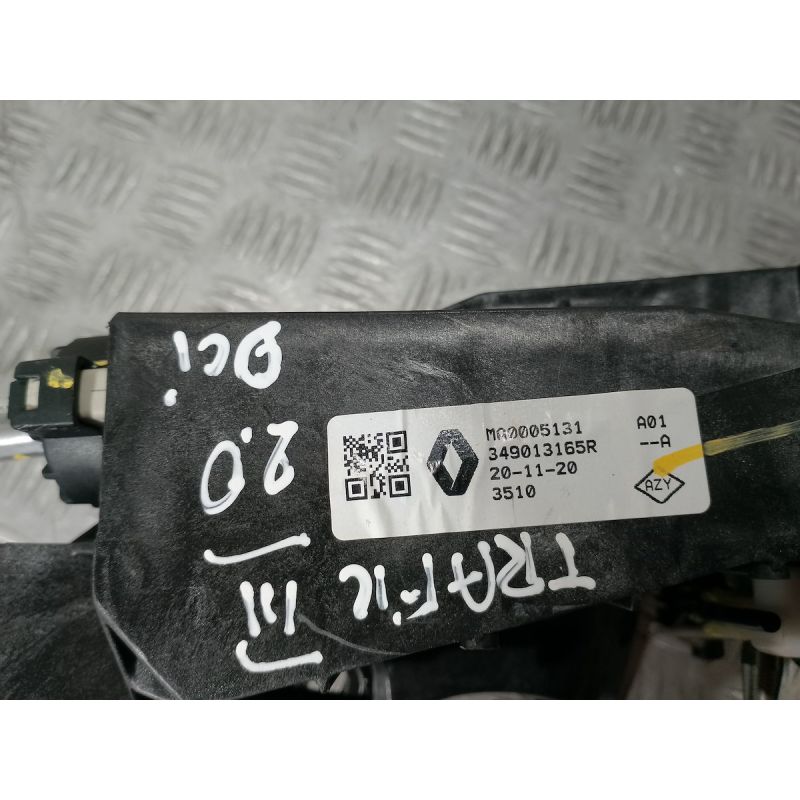 MA0005131
349013165R
20-11-20
3510
A01
--A
AZY
TRAFIC
III
2.0
DCi